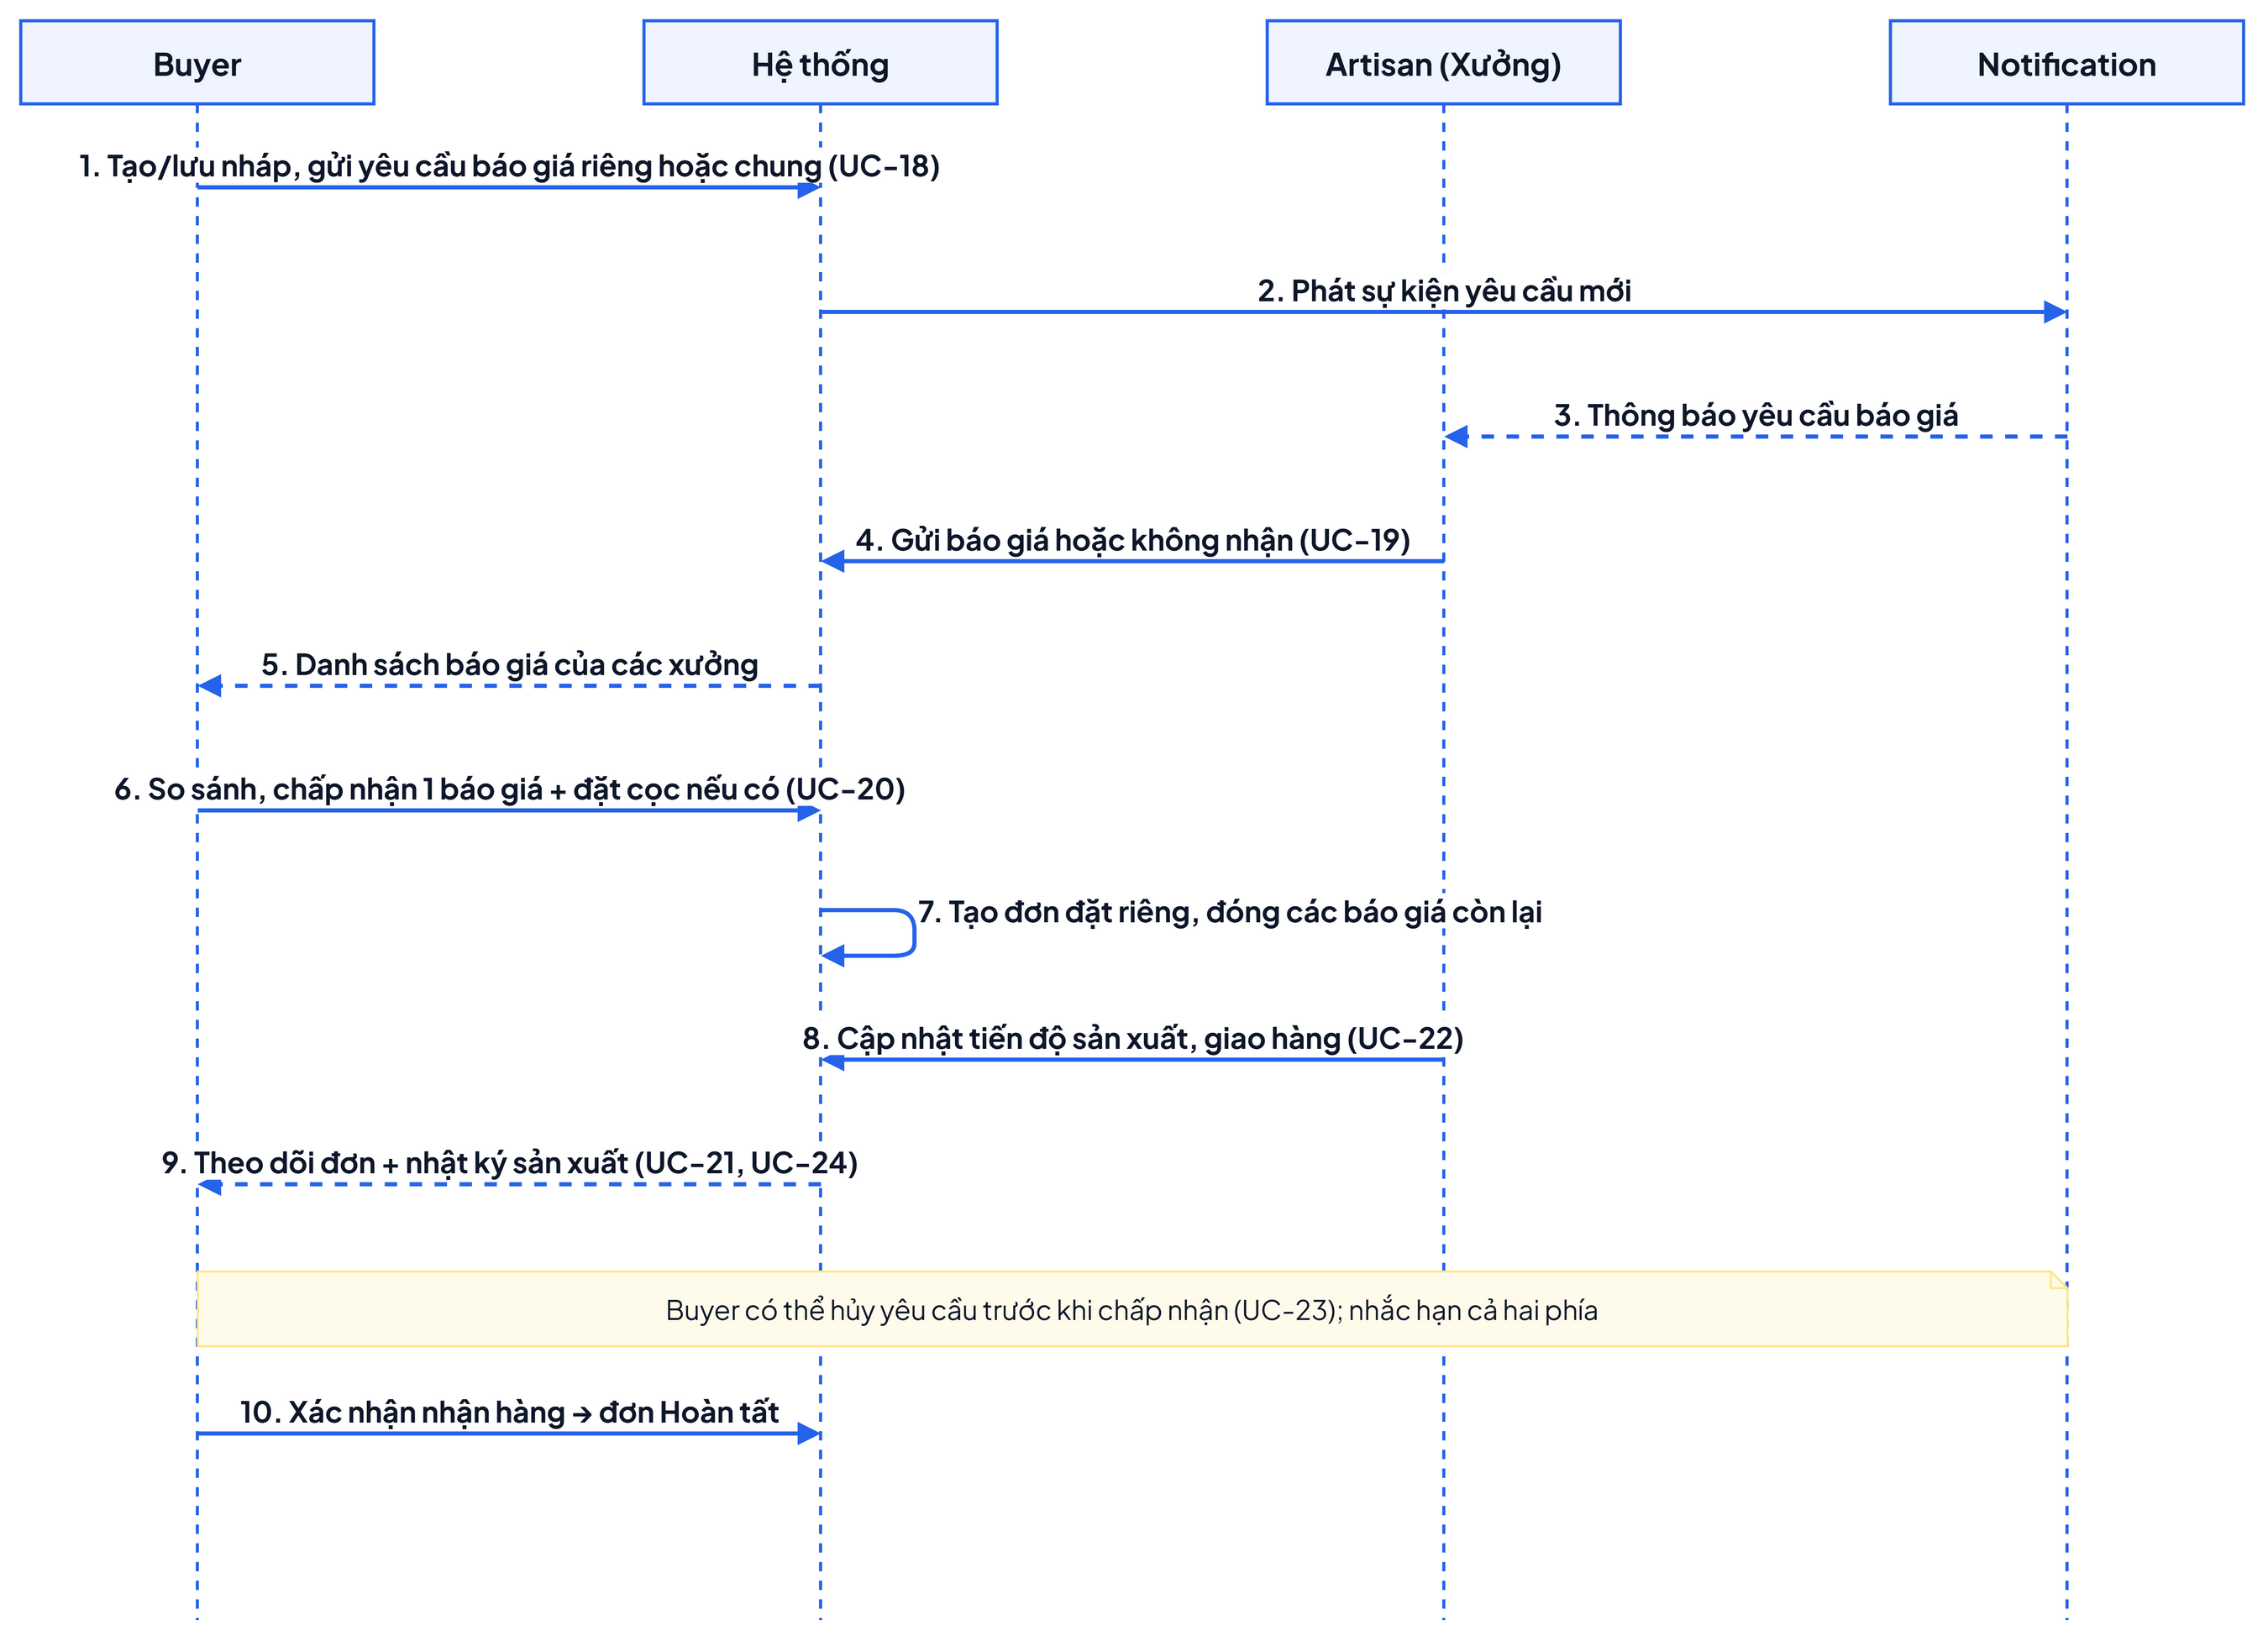 Buyer
Hệ thống
Artisan (Xưởng)
Notification
1. Tạo/lưu nháp, gửi yêu cầu báo giá riêng hoặc chung (UC-18)
2. Phát sự kiện yêu cầu mới
3. Thông báo yêu cầu báo giá
4. Gửi báo giá hoặc không nhận (UC-19)
5. Danh sách báo giá của các xưởng
6. So sánh, chấp nhận 1 báo giá + đặt cọc nếu có (UC-20)
7. Tạo đơn đặt riêng, đóng các báo giá còn lại
8. Cập nhật tiến độ sản xuất, giao hàng (UC-22)
9. Theo dõi đơn + nhật ký sản xuất (UC-21, UC-24)
Buyer có thể hủy yêu cầu trước khi chấp nhận (UC-23); nhắc hạn cả hai phía
10. Xác nhận nhận hàng → đơn Hoàn tất